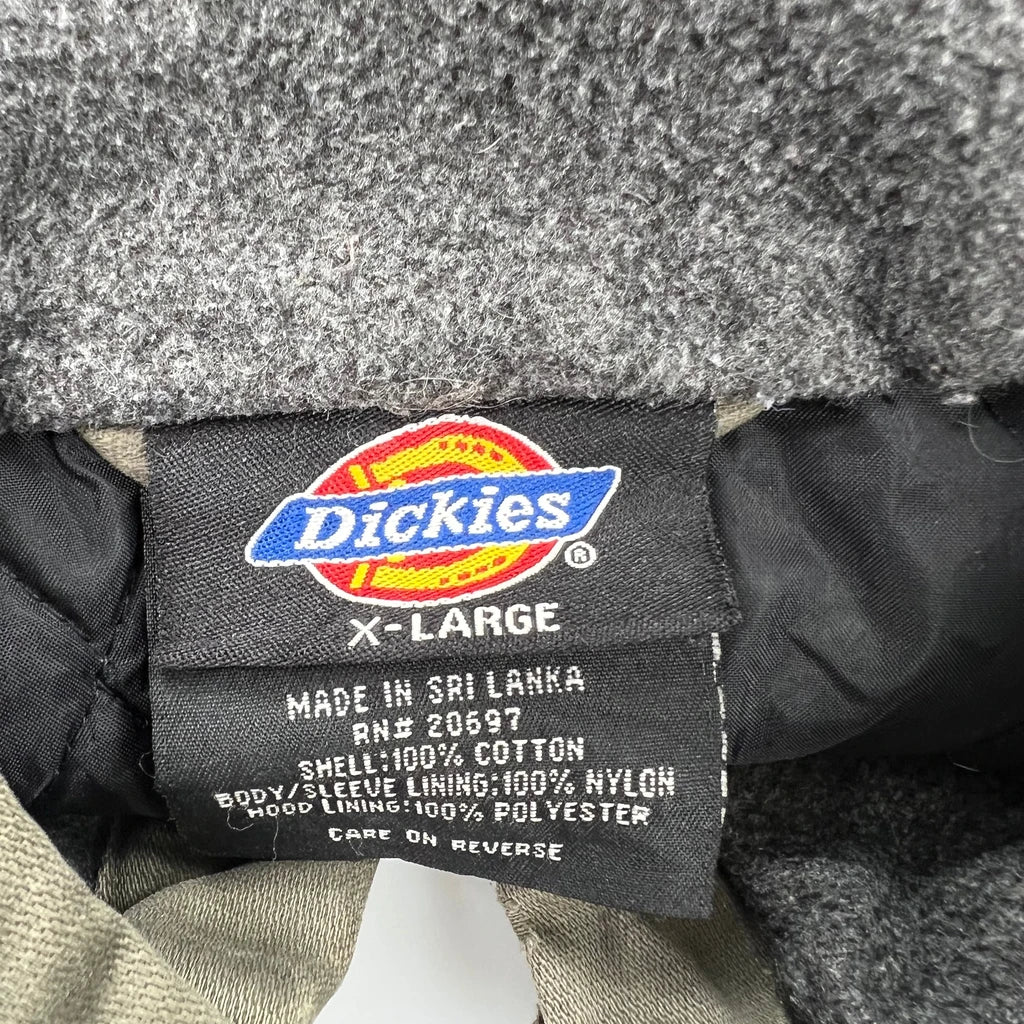 Dickies
®
X-LARGE
MADE IN SRI LANKA
RN# 20697
SHELL:100% COTTON
BODY/SLEEVE LINING:100% NYLON
HOOD LINING:100% POLYESTER
CARE ON REVERSE